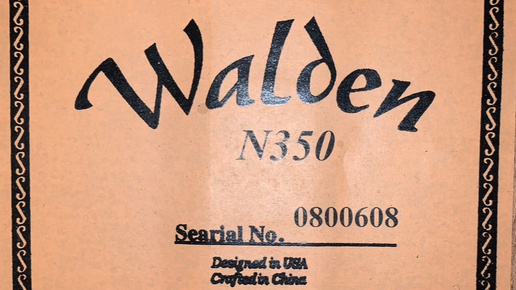 Walden
N350
Searial No. 0800608
Designed in USA
Crafted in China